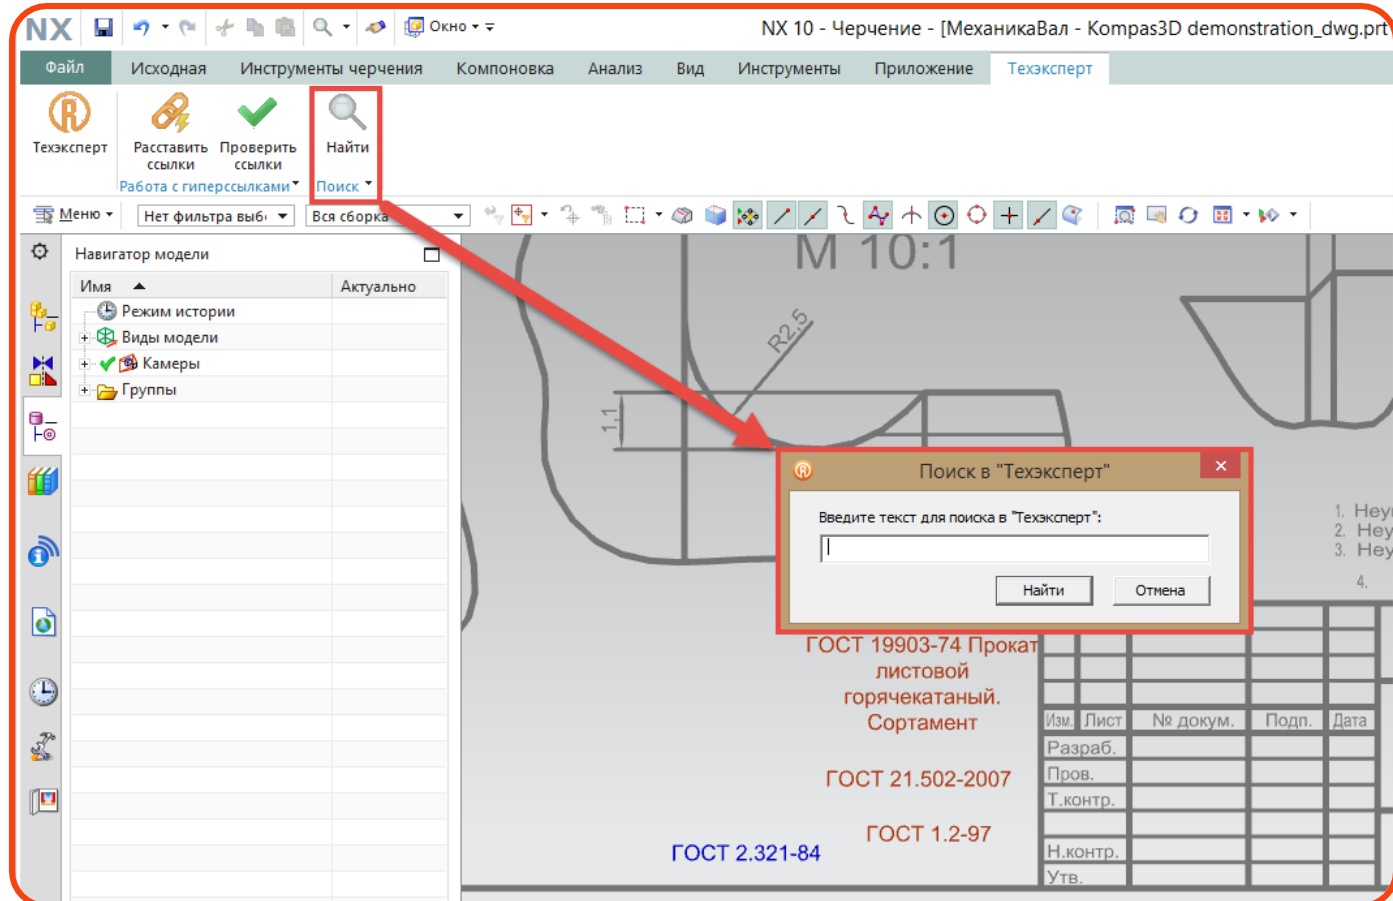 NX
Окно
NX 10 - Черчение - [МеханикаВал - Kompas3D demonstration_dwg.prt
Файл Исходная Инструменты черчения Компоновка Анализ Вид Инструменты Приложение Техэксперт
Техэксперт
Расставить ссылки
Проверить ссылки
Найти
Работа с гиперссылками
Поиск
Меню
Нет фильтра выб
Вся сборка
Навигатор модели
Имя Актуально
Режим истории
Виды модели
Камеры
Группы
М 10:1
R2,5
1,1
Поиск в "Техэксперт"
Введите текст для поиска в "Техэксперт":
Найти
Отмена
1. Неу
2. Неу
3. Неу
4.
ГОСТ 19903-74 Прокат
листовой
горячекатаный.
Сортамент
ГОСТ 21.502-2007
ГОСТ 1.2-97
ГОСТ 2.321-84
Изм. Лист № докум. Подп. Дата
Разраб.
Пров.
Т.контр.
Н.контр.
Утв.